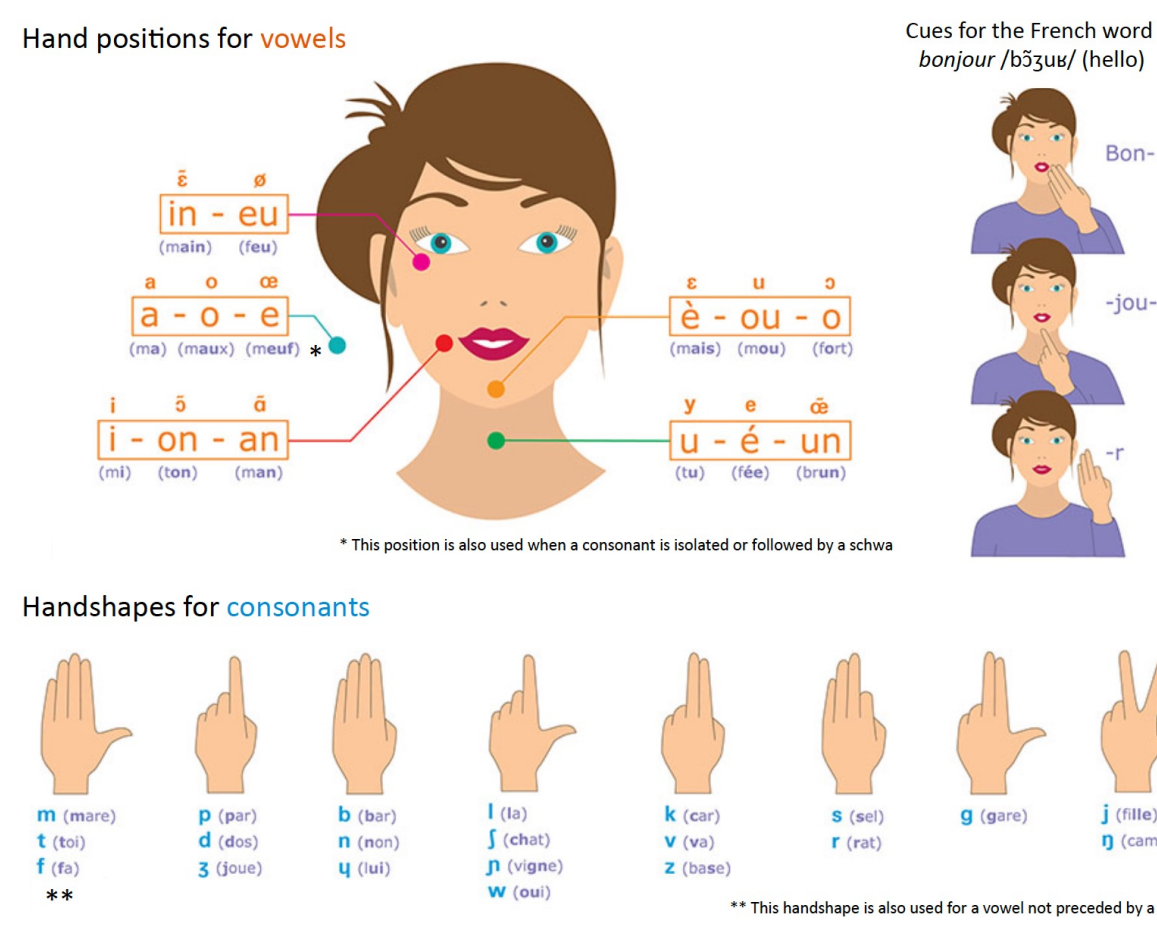 Hand positions for vowels
Cues for the French word
bonjour /bɔ̃ʒuʁ/ (hello)
Bon-
-jou-
-r
ɛ̃ ø
in - eu
(main) (feu)
a o œ
a - o - e
(ma) (maux) (meuf) *
i ɔ̃ ɑ̃
i - on - an
(mi) (ton) (man)
ɛ u ɔ
è - ou - o
(mais) (mou) (fort)
y e œ̃
u - é - un
(tu) (fée) (brun)
* This position is also used when a consonant is isolated or followed by a schwa
Handshapes for consonants
m (mare)
t (toi)
f (fa)
**
p (par)
d (dos)
ʒ (joue)
b (bar)
n (non)
ɥ (lui)
l (la)
ʃ (chat)
ɲ (vigne)
w (oui)
k (car)
v (va)
z (base)
s (sel)
r (rat)
g (gare)
j (fille)
ŋ (cam
** This handshape is also used for a vowel not preceded by a